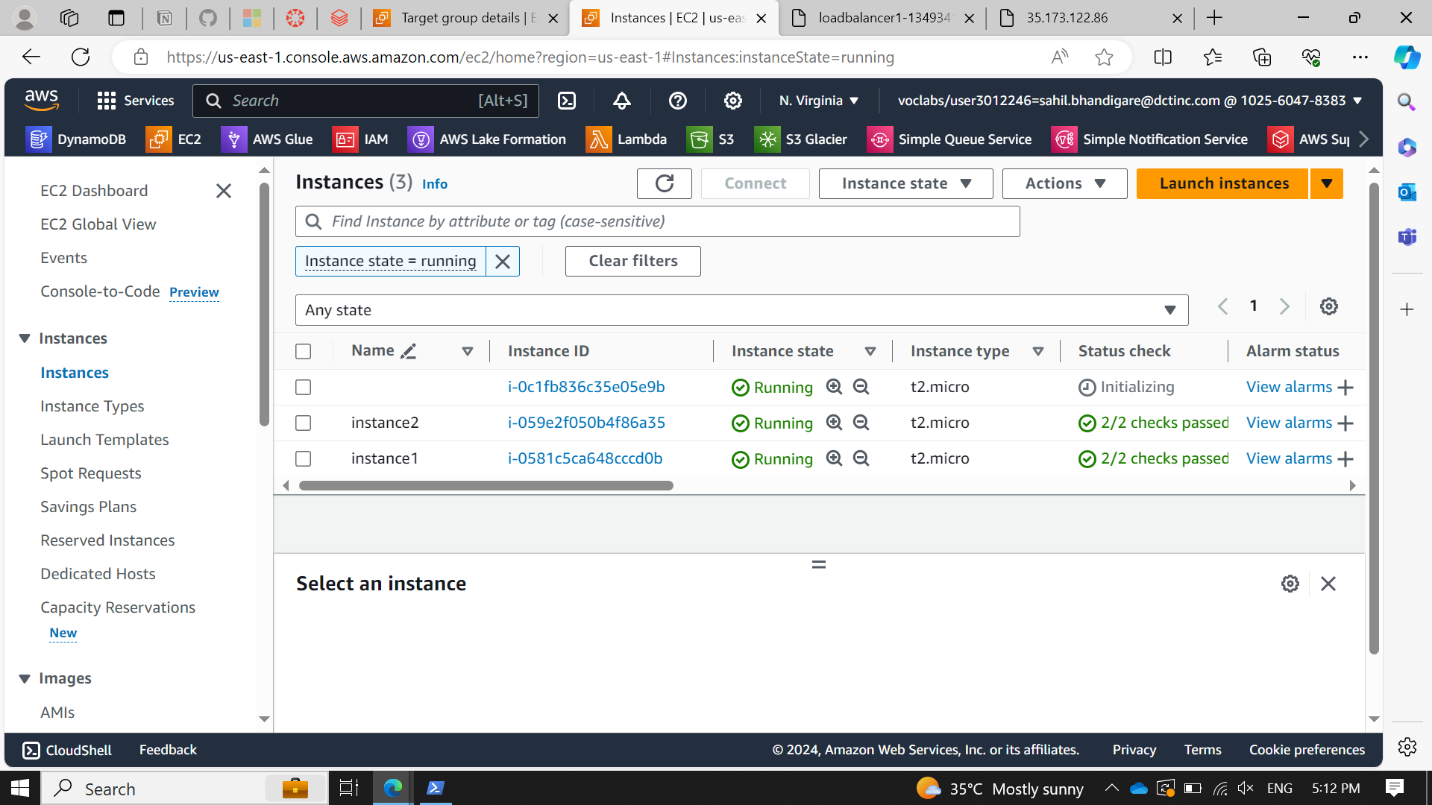 Target group details | E
Instances | EC2 | us-eas
loadbalancer1-134934
35.173.122.86
https://us-east-1.console.aws.amazon.com/ec2/home?region=us-east-1#Instances:instanceState=running
aws
Services
Search
[Alt+S]
N. Virginia
voclabs/user3012246=sahil.bhandigare@dctinc.com @ 1025-6047-8383
DynamoDB
EC2
AWS Glue
IAM
AWS Lake Formation
Lambda
S3
S3 Glacier
Simple Queue Service
Simple Notification Service
AWS Su
EC2 Dashboard
EC2 Global View
Events
Console-to-Code Preview
Instances
Instances
Instance Types
Launch Templates
Spot Requests
Savings Plans
Reserved Instances
Dedicated Hosts
Capacity Reservations
New
Images
AMIs
Instances (3) Info
Connect
Instance state
Actions
Launch instances
Find Instance by attribute or tag (case-sensitive)
Instance state = running
Clear filters
Any state
1
Name Instance ID Instance state Instance type Status check Alarm status
i-0c1fb836c35e05e9b Running t2.micro Initializing View alarms
instance2 i-059e2f050b4f86a35 Running t2.micro 2/2 checks passed View alarms
instance1 i-0581c5ca648cccd0b Running t2.micro 2/2 checks passed View alarms
Select an instance
CloudShell
Feedback
© 2024, Amazon Web Services, Inc. or its affiliates.
Privacy
Terms
Cookie preferences
Search
35°C Mostly sunny
ENG
5:12 PM